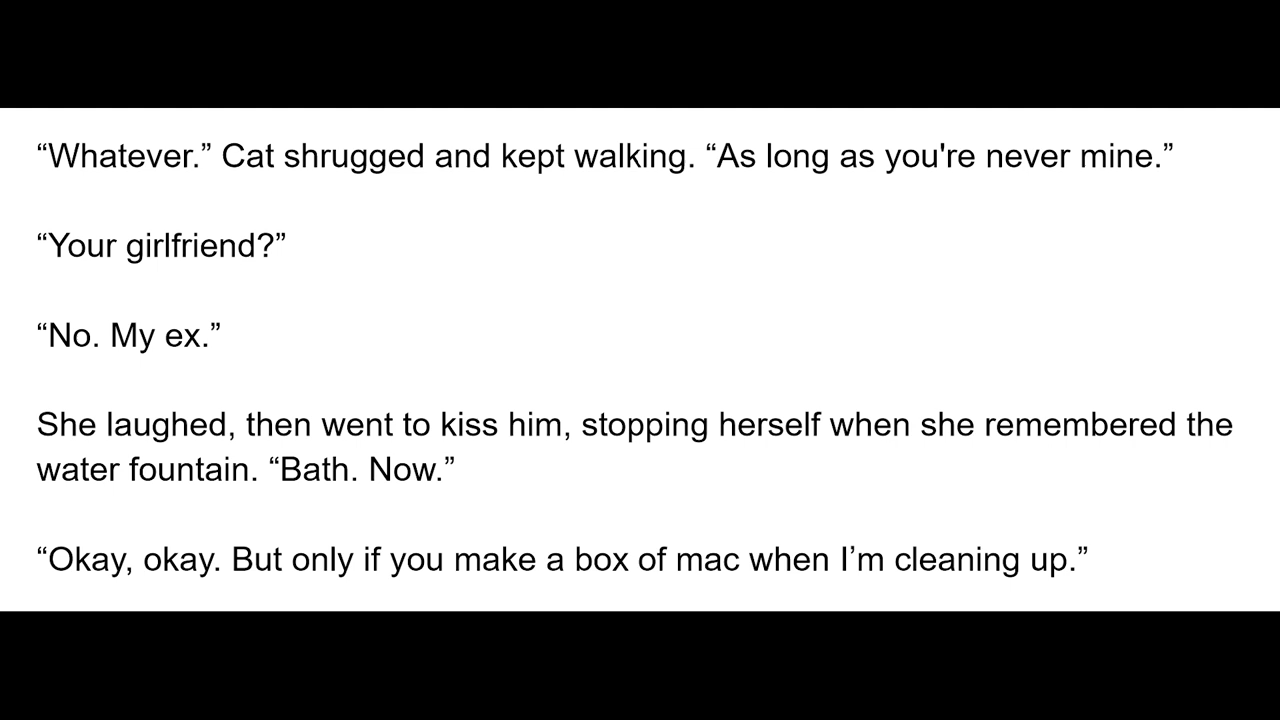 “Whatever.” Cat shrugged and kept walking. “As long as you're never mine.”
“Your girlfriend?”
“No. My ex.”
She laughed, then went to kiss him, stopping herself when she remembered the
water fountain. “Bath. Now.”
“Okay, okay. But only if you make a box of mac when I’m cleaning up.”